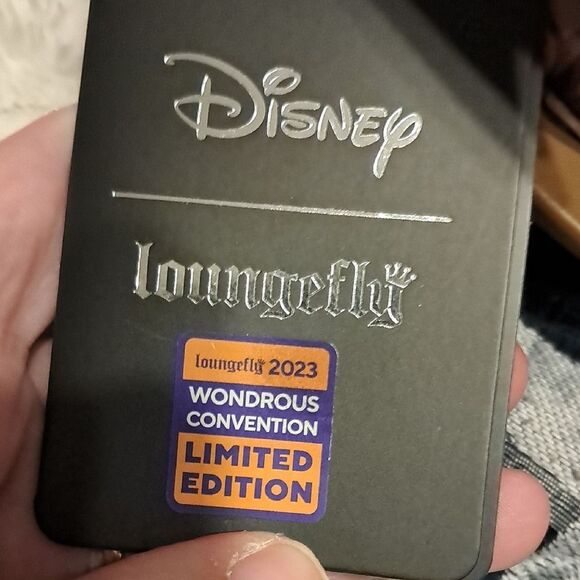 Disney
loungefly
loungefly 2023
WONDROUS
CONVENTION
LIMITED
EDITION